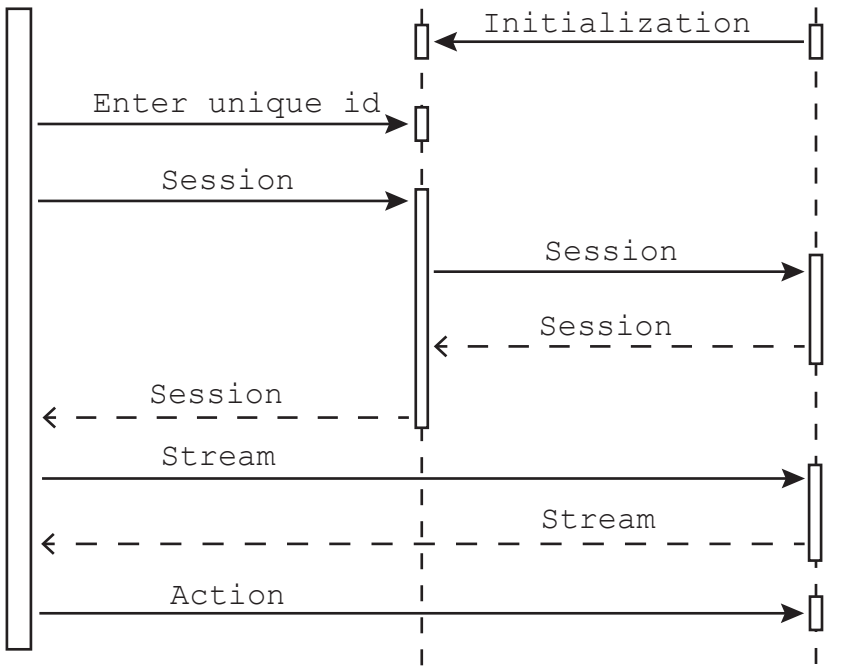 Initialization
Enter unique id
Session
Session
Session
Session
Stream
Stream
Action